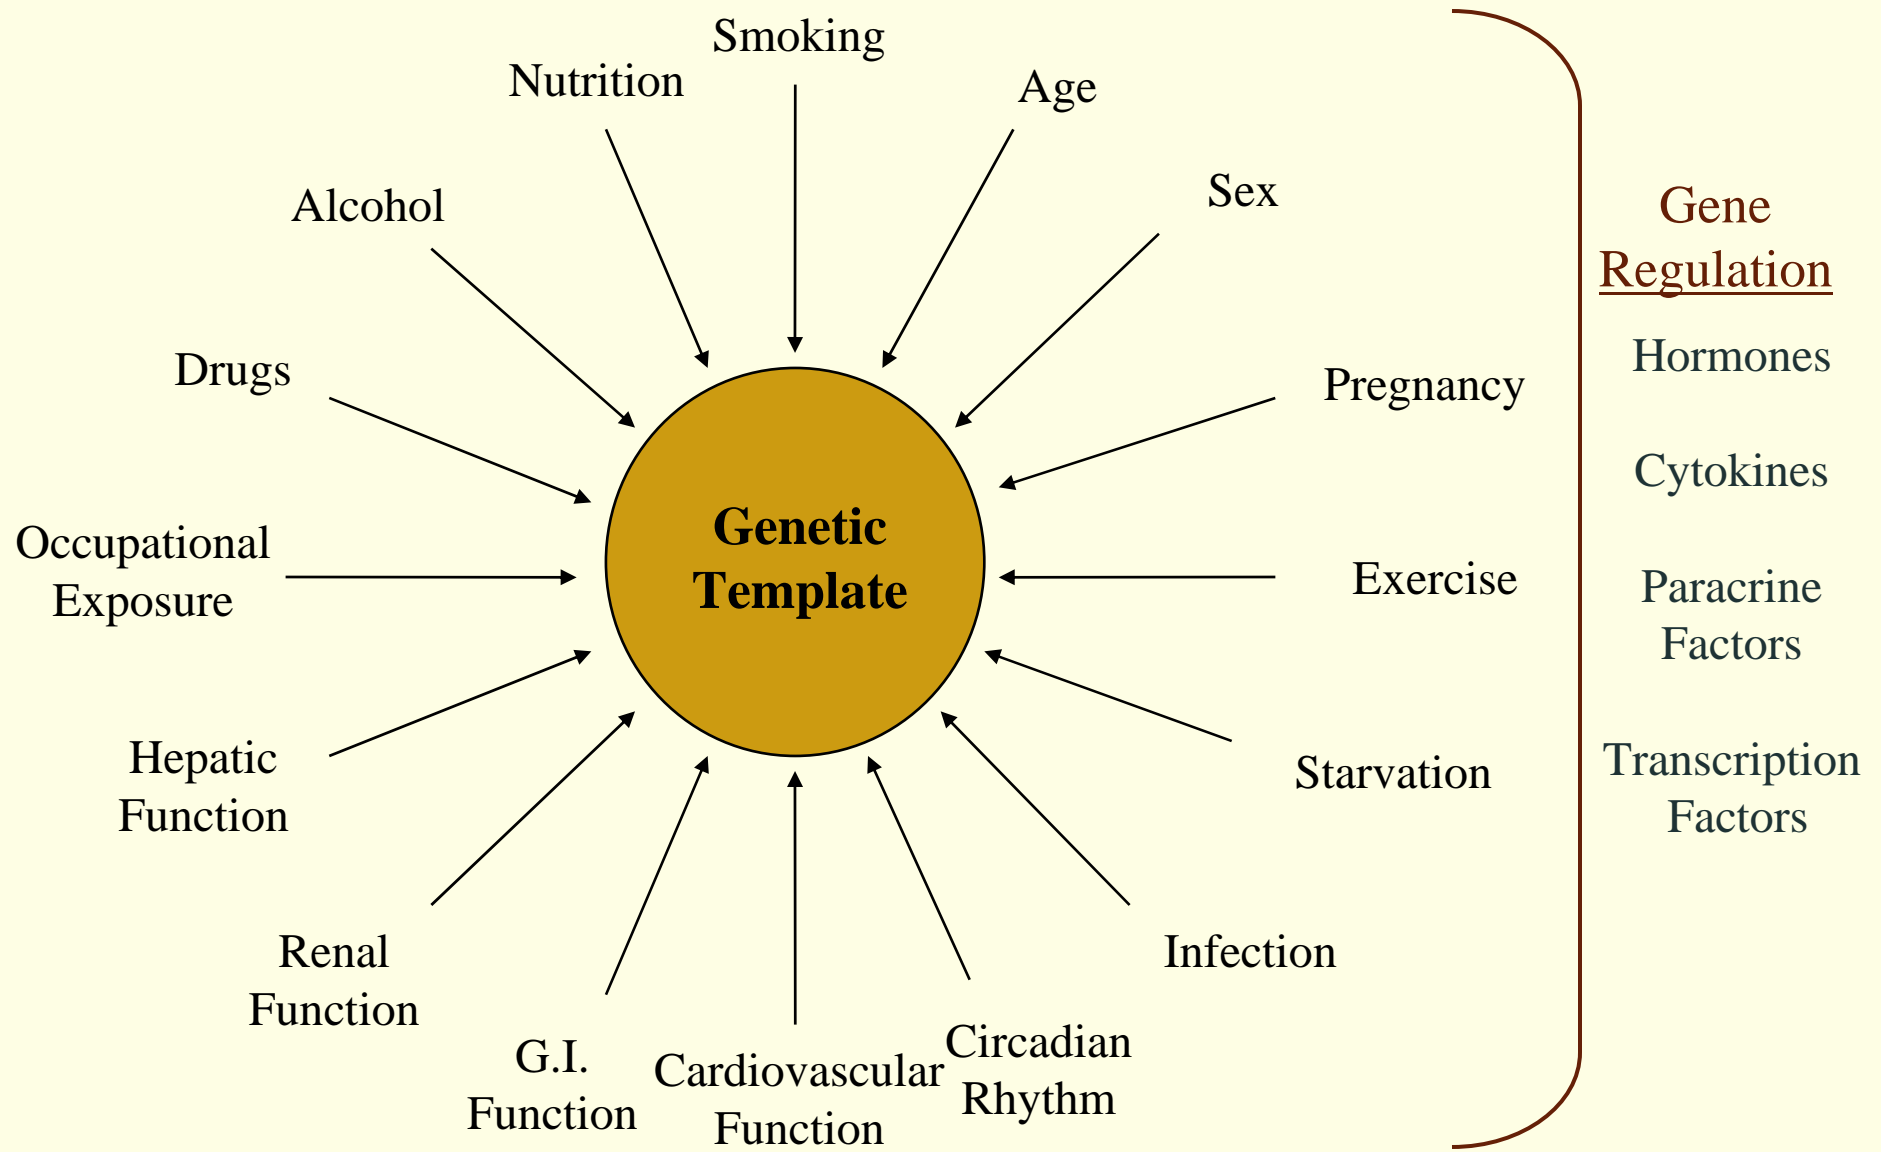 Smoking
Nutrition
Age
Sex
Alcohol
Drugs
Pregnancy
Occupational
Exposure
Genetic
Template
Exercise
Hepatic
Function
Starvation
Renal
Function
Infection
G.I.
Function
Cardiovascular
Function
Circadian
Rhythm
Gene
Regulation
Hormones
Cytokines
Paracrine
Factors
Transcription
Factors